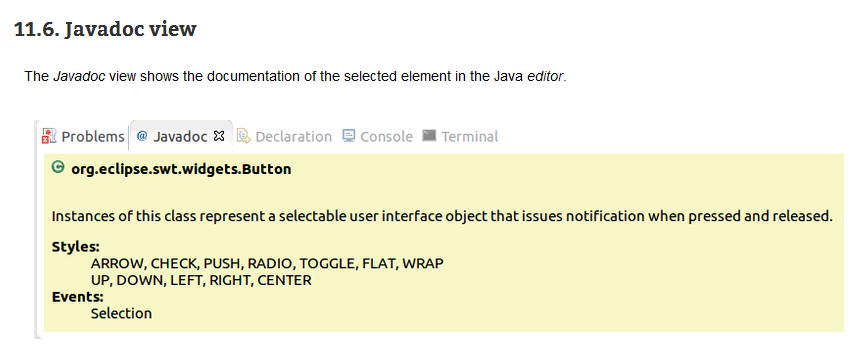 11.6. Javadoc view
The Javadoc view shows the documentation of the selected element in the Java editor.
Problems @ Javadoc Declaration Console Terminal
C org.eclipse.swt.widgets.Button
Instances of this class represent a selectable user interface object that issues notification when pressed and released.
Styles:
ARROW, CHECK, PUSH, RADIO, TOGGLE, FLAT, WRAP
UP, DOWN, LEFT, RIGHT, CENTER
Events:
Selection